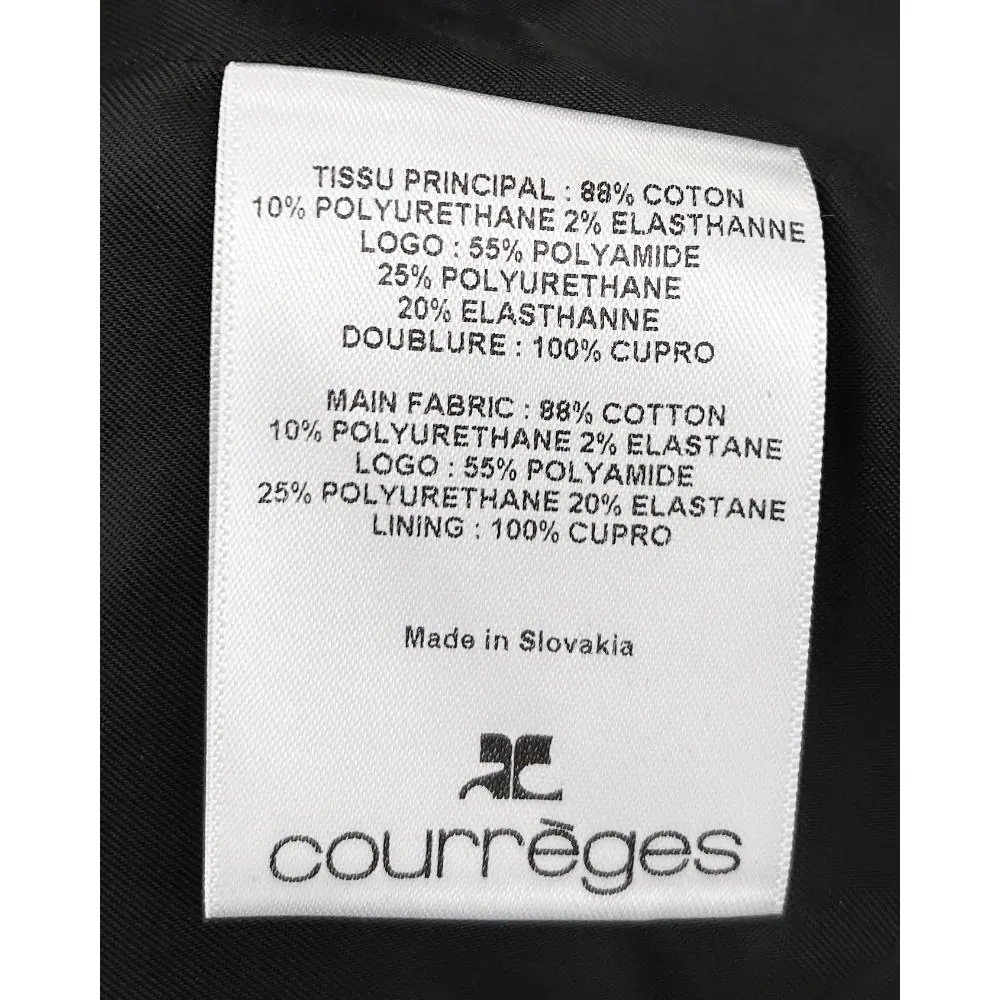 TISSU PRINCIPAL : 88% COTON
10% POLYURETHANE 2% ELASTHANNE
LOGO : 55% POLYAMIDE
25% POLYURETHANE
20% ELASTHANNE
DOUBLURE : 100% CUPRO
MAIN FABRIC : 88% COTTON
10% POLYURETHANE 2% ELASTANE
LOGO : 55% POLYAMIDE
25% POLYURETHANE 20% ELASTANE
LINING : 100% CUPRO
Made in Slovakia
courrèges